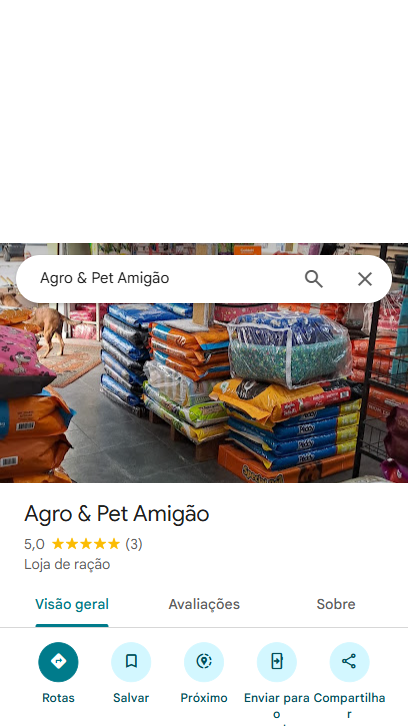 Agro & Pet Amigão
Agro & Pet Amigão
5,0 ★★★★★ (3)
Loja de ração
Visão geral Avaliações Sobre
Rotas Salvar Próximo Enviar para o Compartilhar